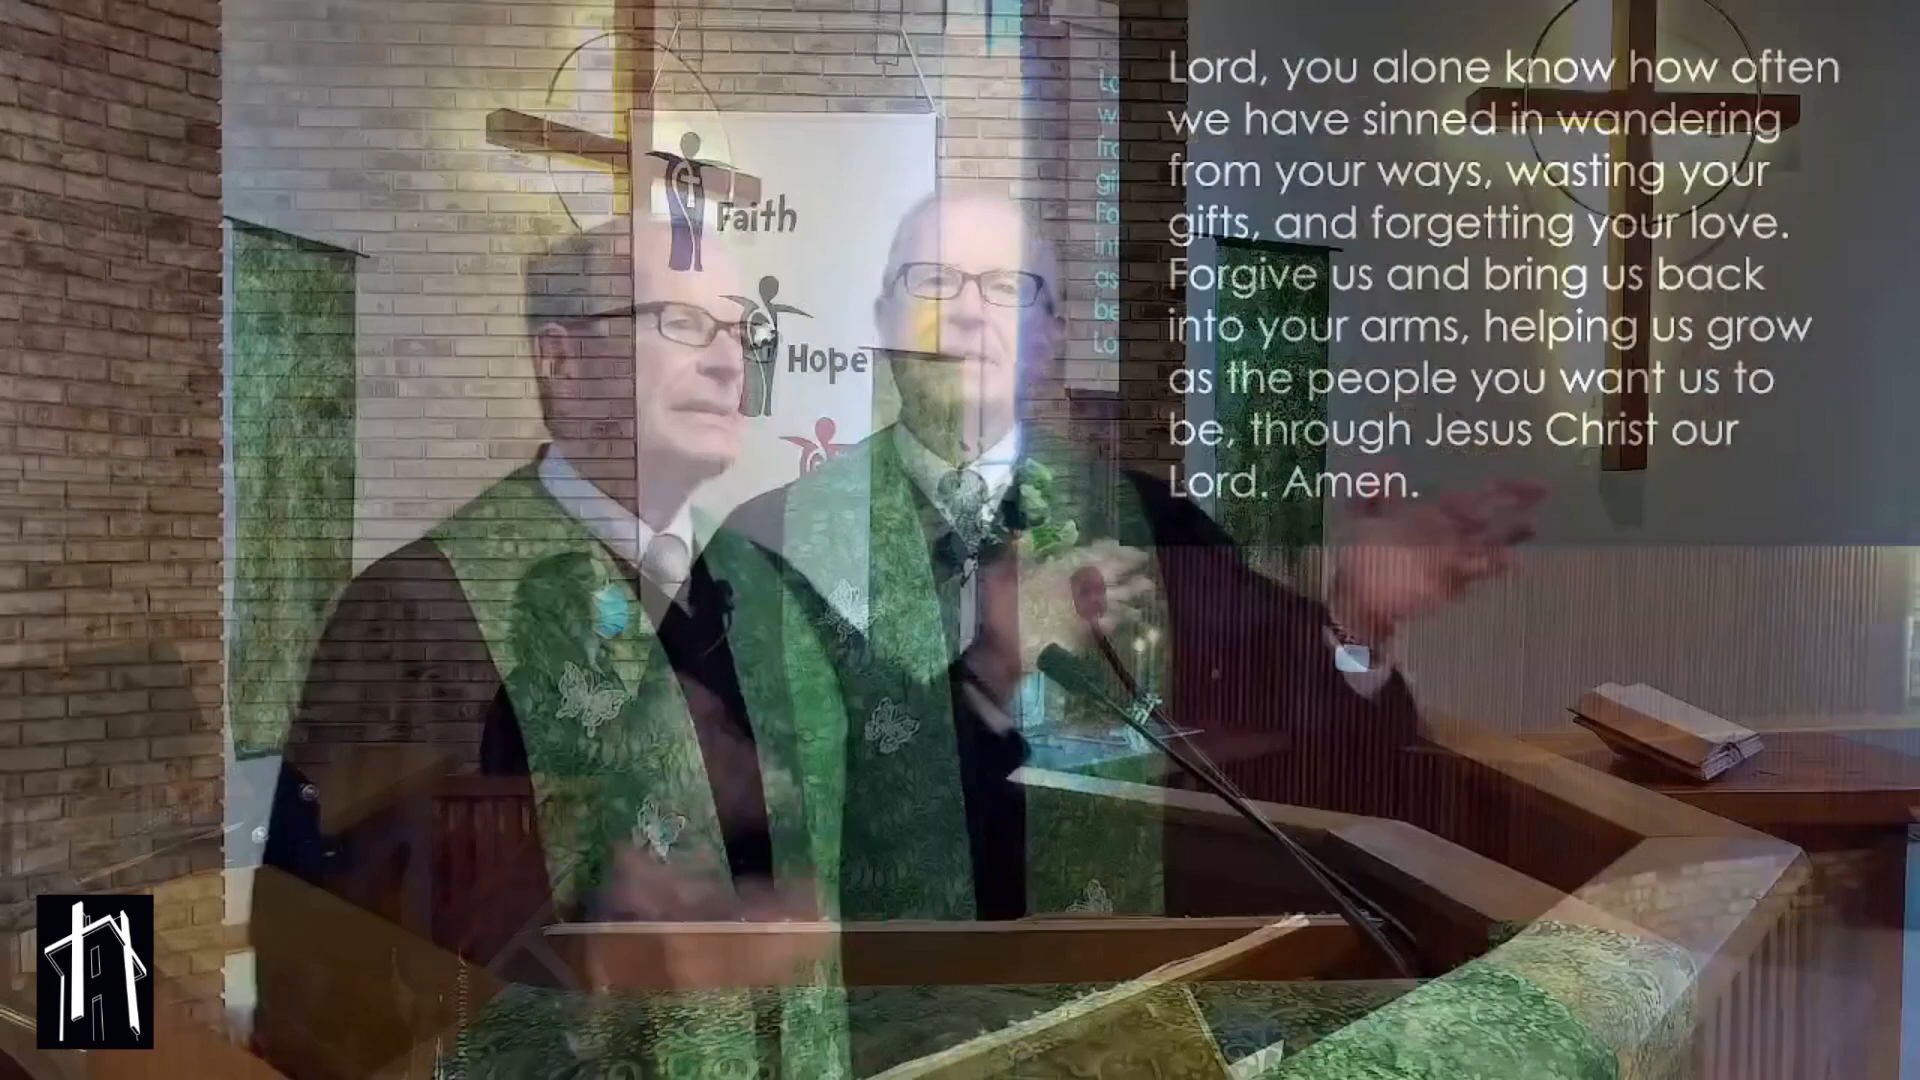 Faith
Hope
Lord, you alone know how often
we have sinned in wandering
from your ways, wasting your
gifts, and forgetting your love.
Forgive us and bring us back
into your arms, helping us grow
as the people you want us to
be, through Jesus Christ our
Lord. Amen.